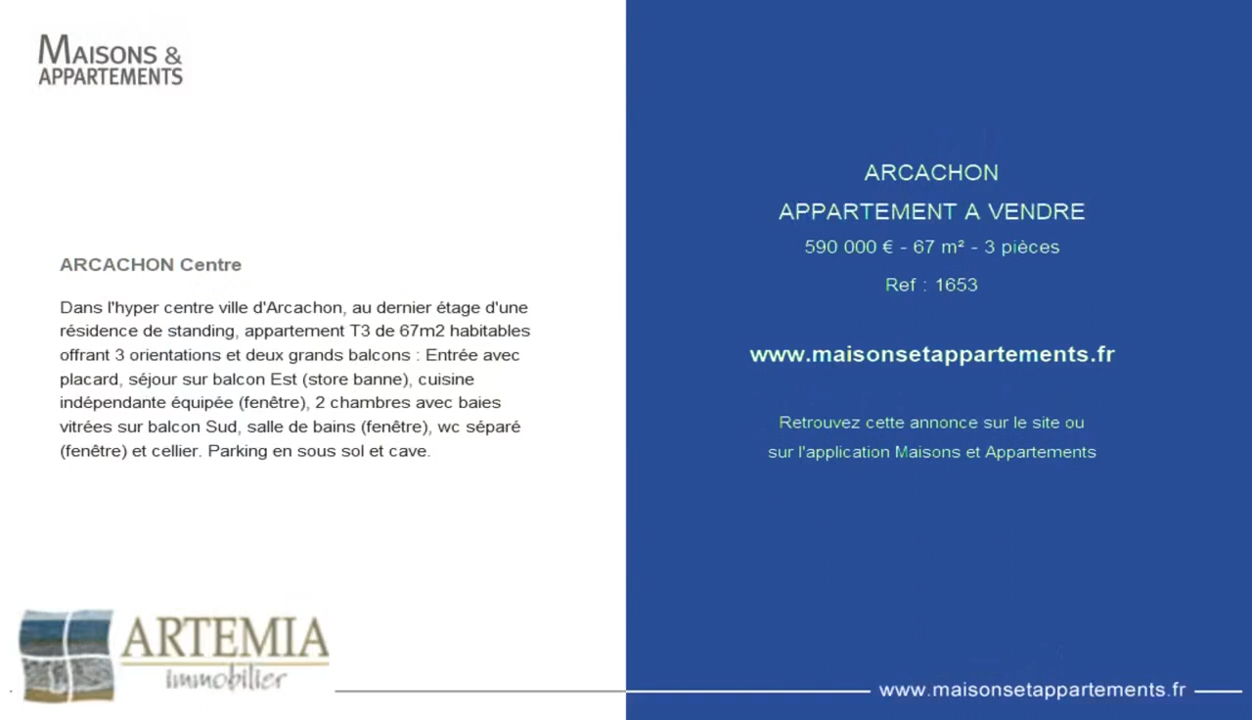 MAISONS &
APPARTEMENTS
ARCACHON Centre
Dans l'hyper centre ville d'Arcachon, au dernier étage d'une
résidence de standing, appartement T3 de 67m2 habitables
offrant 3 orientations et deux grands balcons : Entrée avec
placard, séjour sur balcon Est (store banne), cuisine
indépendante équipée (fenêtre), 2 chambres avec baies
vitrées sur balcon Sud, salle de bains (fenêtre), wc séparé
(fenêtre) et cellier. Parking en sous sol et cave.
ARTEMIA
immobilier
ARCACHON
APPARTEMENT A VENDRE
590 000 € - 67 m² - 3 pièces
Ref : 1653
www.maisonsetappartements.fr
Retrouvez cette annonce sur le site ou
sur l'application Maisons et Appartements
www.maisonsetappartements.fr